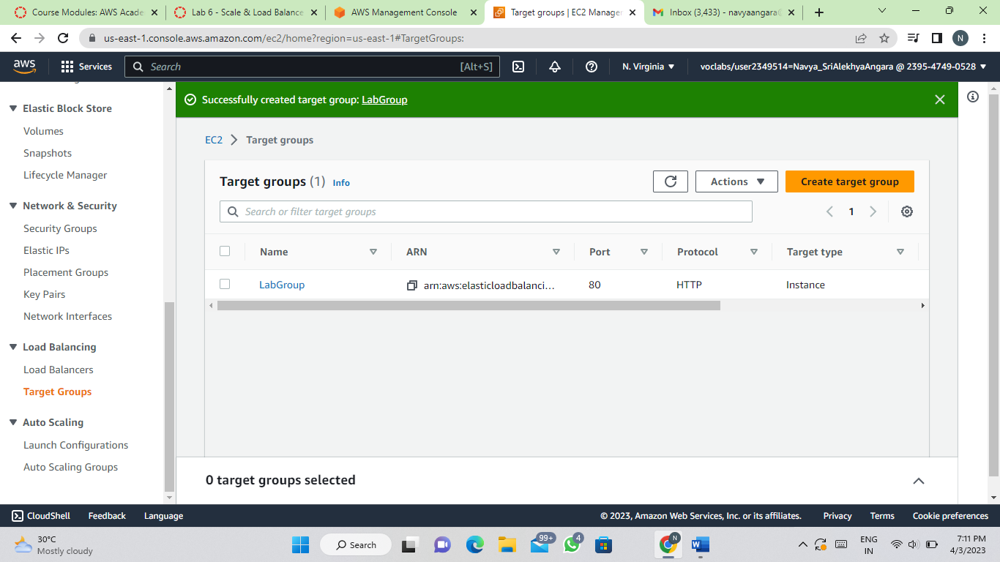 Course Modules: AWS Acade
Lab 6 - Scale & Load Balance
AWS Management Console
Target groups | EC2 Manager
Inbox (3,433) - navyaangara@
us-east-1.console.aws.amazon.com/ec2/home?region=us-east-1#TargetGroups:
N
aws
Services
Search
[Alt+S]
N. Virginia
voclabs/user2349514=Navya_SriAlekhyaAngara @ 2395-4749-0528
Elastic Block Store
Volumes
Snapshots
Lifecycle Manager
Network & Security
Security Groups
Elastic IPs
Placement Groups
Key Pairs
Network Interfaces
Load Balancing
Load Balancers
Target Groups
Auto Scaling
Launch Configurations
Auto Scaling Groups
Successfully created target group: LabGroup
EC2 > Target groups
Target groups (1) Info
Actions
Create target group
Search or filter target groups
1
Name ARN Port Protocol Target type
LabGroup arn:aws:elasticloadbalanci... 80 HTTP Instance
0 target groups selected
CloudShell Feedback Language
© 2023, Amazon Web Services, Inc. or its affiliates. Privacy Terms Cookie preferences
30°C
Mostly cloudy
Search
99+
4
N
ENG
IN
7:11 PM
4/3/2023